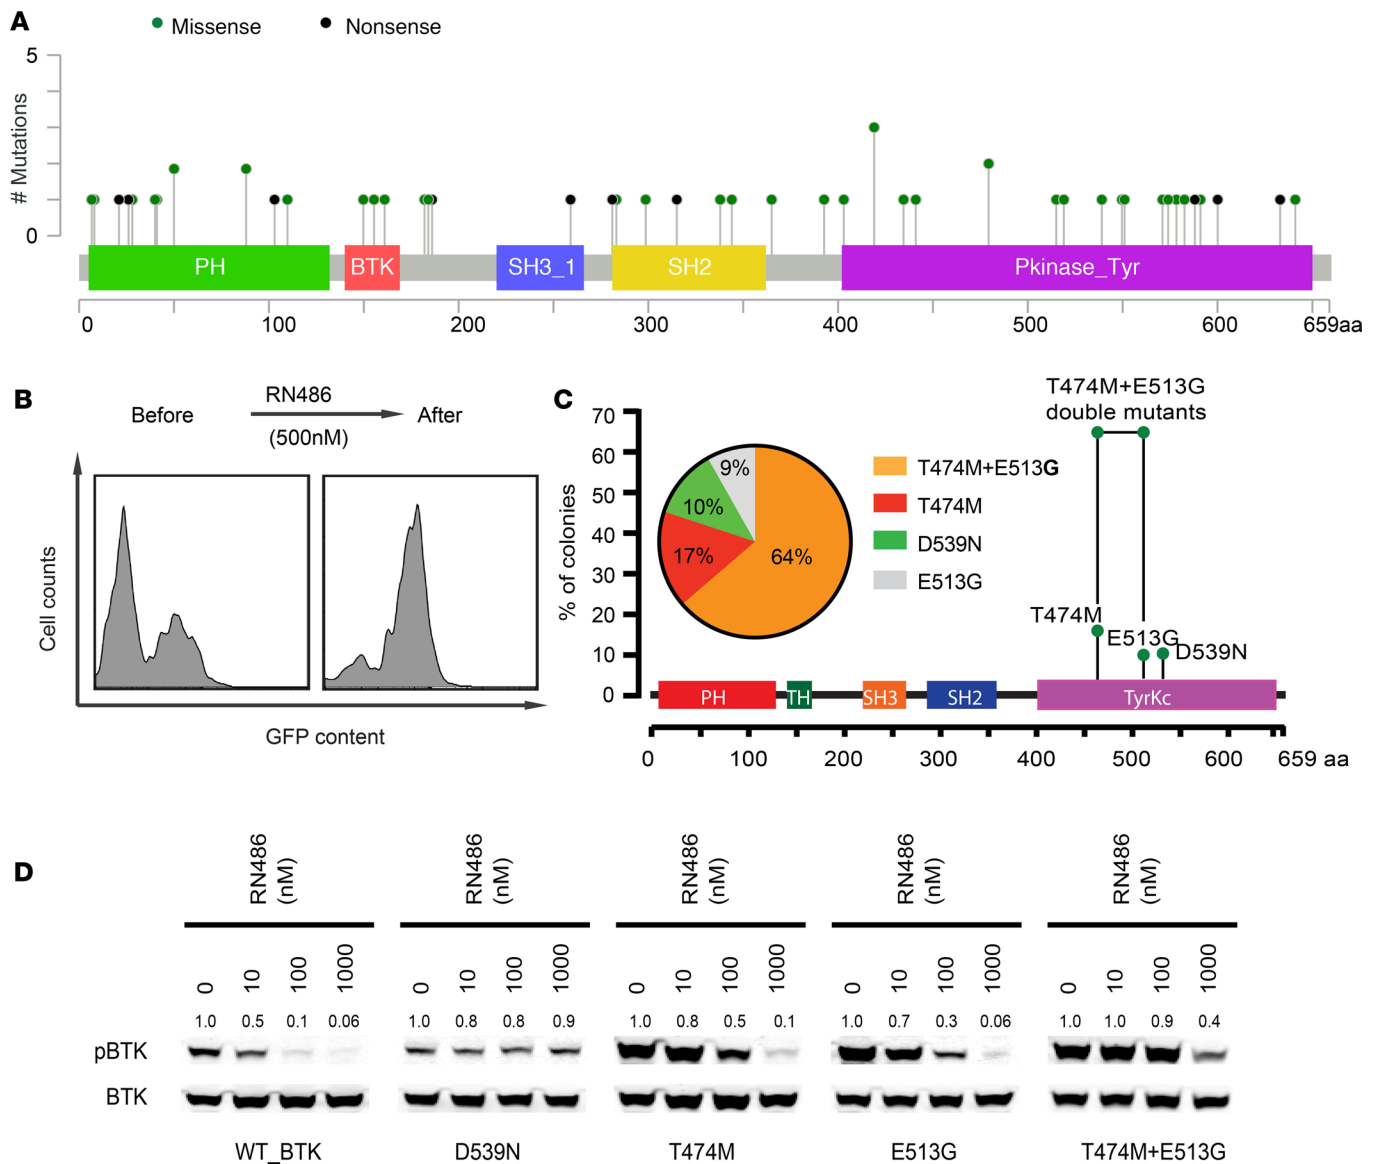 A
Missense
Nonsense
# Mutations
5
0
PH
BTK
SH3_1
SH2
Pkinase_Tyr
0
100
200
300
400
500
600
659aa
B
Before
RN486
(500nM)
After
Cell counts
GFP content
C
% of colonies
70
60
50
40
30
20
10
0
9%
10%
17%
64%
T474M+E513G
T474M
D539N
E513G
T474M+E513G
double mutants
T474M
E513G
D539N
PH
TH
SH3
SH2
TyrKc
0
100
200
300
400
500
600
659 aa
D
RN486
(nM)
RN486
(nM)
RN486
(nM)
RN486
(nM)
RN486
(nM)
0 10 100 1000
0 10 100 1000
0 10 100 1000
0 10 100 1000
0 10 100 1000
1.0 0.5 0.1 0.06
1.0 0.8 0.8 0.9
1.0 0.8 0.5 0.1
1.0 0.7 0.3 0.06
1.0 1.0 0.9 0.4
pBTK
BTK
WT_BTK
D539N
T474M
E513G
T474M+E513G